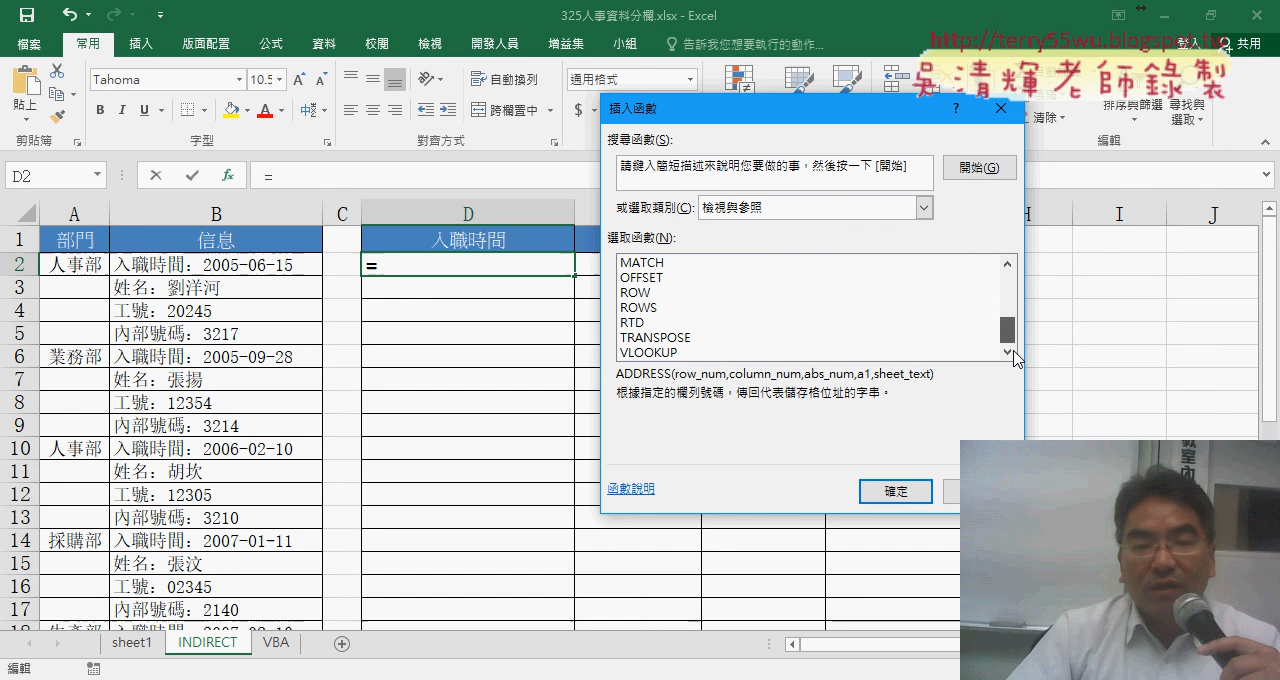 325人事資料分欄.xlsx - Excel
檔案 常用 插入 版面配置 公式 資料 校閱 檢視 開發人員 增益集 小組 告訴我您想要執行的動作... 登入 共用
http://terry55wu.blogspot.tw
吳清輝老師錄製
貼上 Tahoma 10.5 自動換列 通用格式
B I U 跨欄置中 $ 清除 排序與篩選 尋找與選取
剪貼簿 字型 對齊方式 編輯
D2 fx =
A B C D H I J
1 部門 信息 入職時間
2 人事部 入職時間：2005-06-15 =
3 姓名：劉洋河
4 工號：20245
5 內部號碼：3217
6 業務部 入職時間：2005-09-28
7 姓名：張揚
8 工號：12354
9 內部號碼：3214
10 人事部 入職時間：2006-02-10
11 姓名：胡坎
12 工號：12305
13 內部號碼：3210
14 採購部 入職時間：2007-01-11
15 姓名：張汶
16 工號：02345
17 內部號碼：2140
插入函數 ? ×
搜尋函數(S):
請鍵入簡短描述來說明您要做的事，然後按一下 [開始] 開始(G)
或選取類別(C): 檢視與參照
選取函數(N):
MATCH
OFFSET
ROW
ROWS
RTD
TRANSPOSE
VLOOKUP
ADDRESS(row_num,column_num,abs_num,a1,sheet_text)
根據指定的欄列號碼，傳回代表儲存格位址的字串。
函數說明 確定
sheet1 INDIRECT VBA
編輯